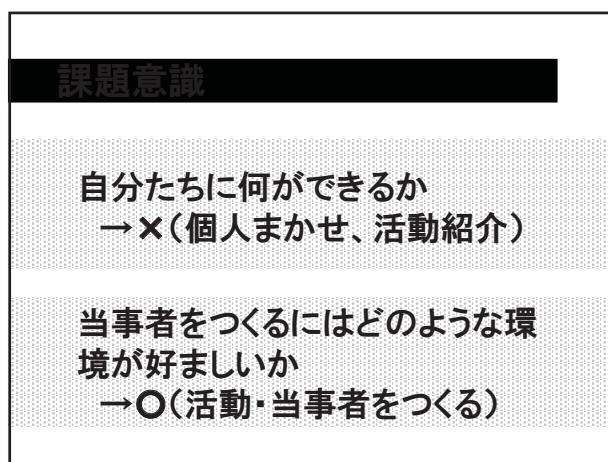 課題意識
自分たちに何ができるか
→×(個人まかせ、活動紹介)
当事者をつくるにはどのような環
境が好ましいか
→○(活動・当事者をつくる)